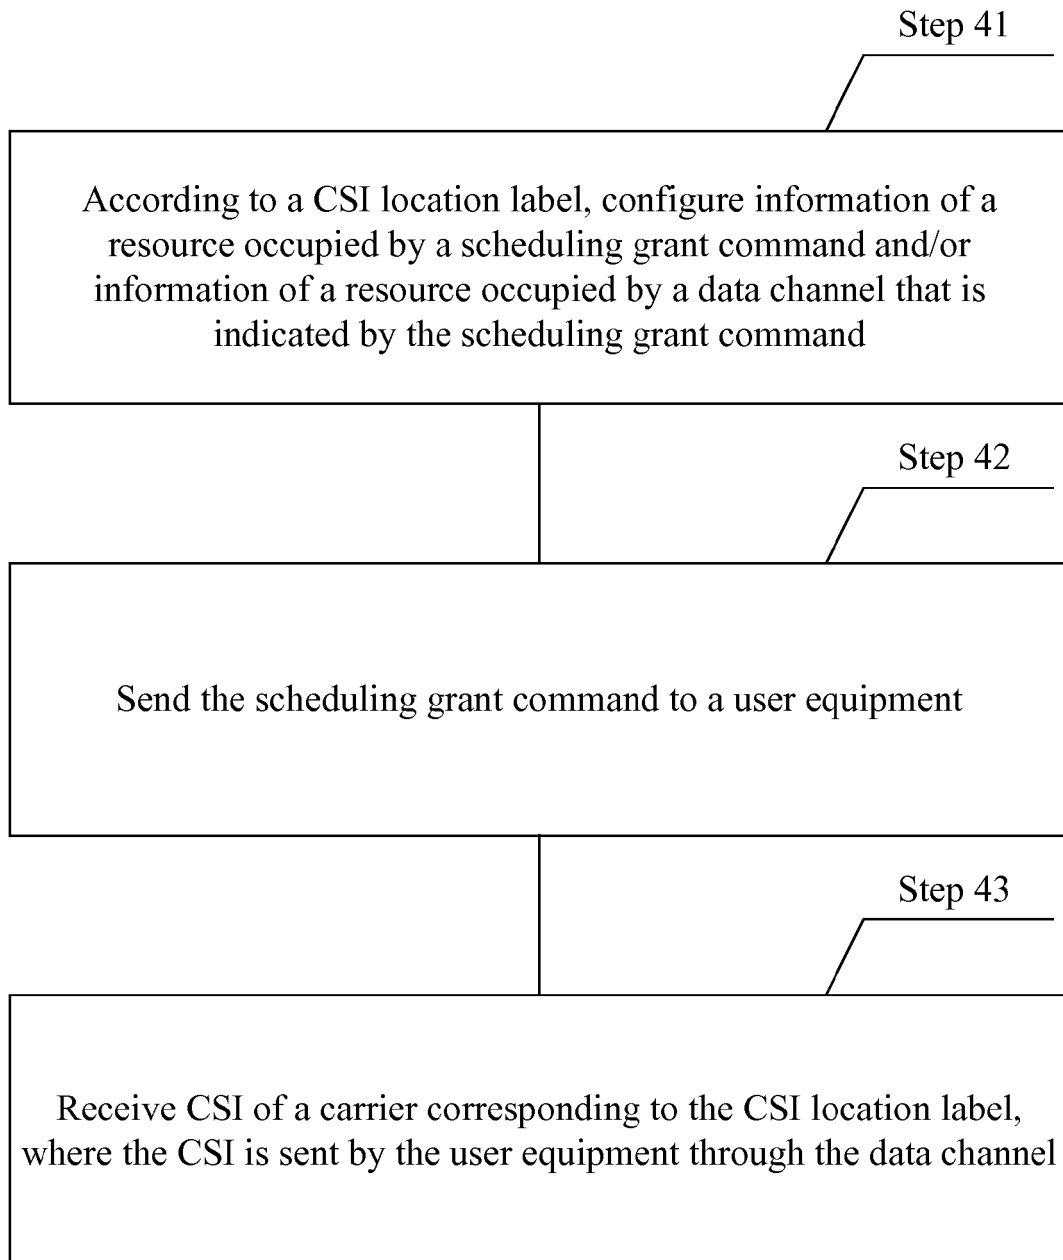 Step 41
According to a CSI location label, configure information of a
resource occupied by a scheduling grant command and/or
information of a resource occupied by a data channel that is
indicated by the scheduling grant command
Step 42
Send the scheduling grant command to a user equipment
Step 43
Receive CSI of a carrier corresponding to the CSI location label,
where the CSI is sent by the user equipment through the data channel